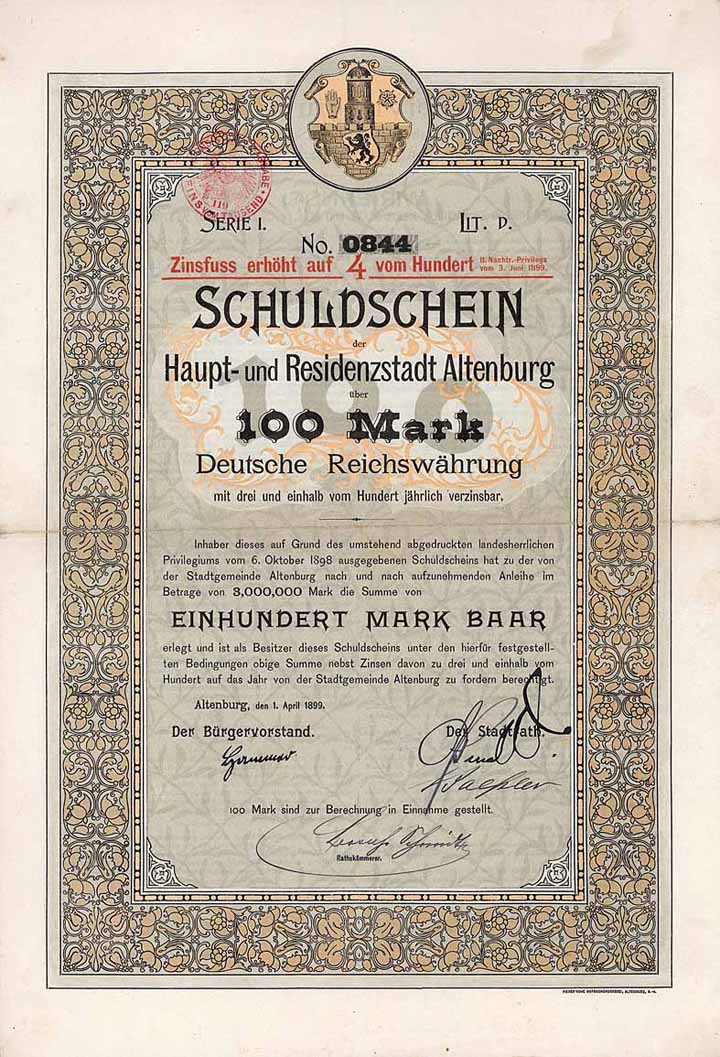 SERIE I. LIT. D.
No. 0844
Zinsfuss erhöht auf 4 vom Hundert II. Nachtr.-Privilegs vom 3. Juni 1899.
SCHULDSCHEIN
der
Haupt- und Residenzstadt Altenburg
über
100
100 Mark
Deutsche Reichswährung
mit drei und einhalb vom Hundert jährlich verzinsbar.
Inhaber dieses auf Grund des umstehend abgedruckten landesherrlichen
Privilegiums vom 6. Oktober 1898 ausgegebenen Schuldscheins hat zu der von
der Stadtgemeinde Altenburg nach und nach aufzunehmenden Anleihe im
Betrage von 3,000,000 Mark die Summe von
EINHUNDERT MARK BAAR
erlegt und ist als Besitzer dieses Schuldscheins unter den hierfür festgestell-
ten Bedingungen obige Summe nebst Zinsen davon zu drei und einhalb vom
Hundert auf das Jahr von der Stadtgemeinde Altenburg zu fordern berechtigt.
Altenburg, den 1. April 1899.
Der Bürgervorstand. Der Stadtrath.
100 Mark sind zur Berechnung in Einnahme gestellt.
Rathskämmerer.